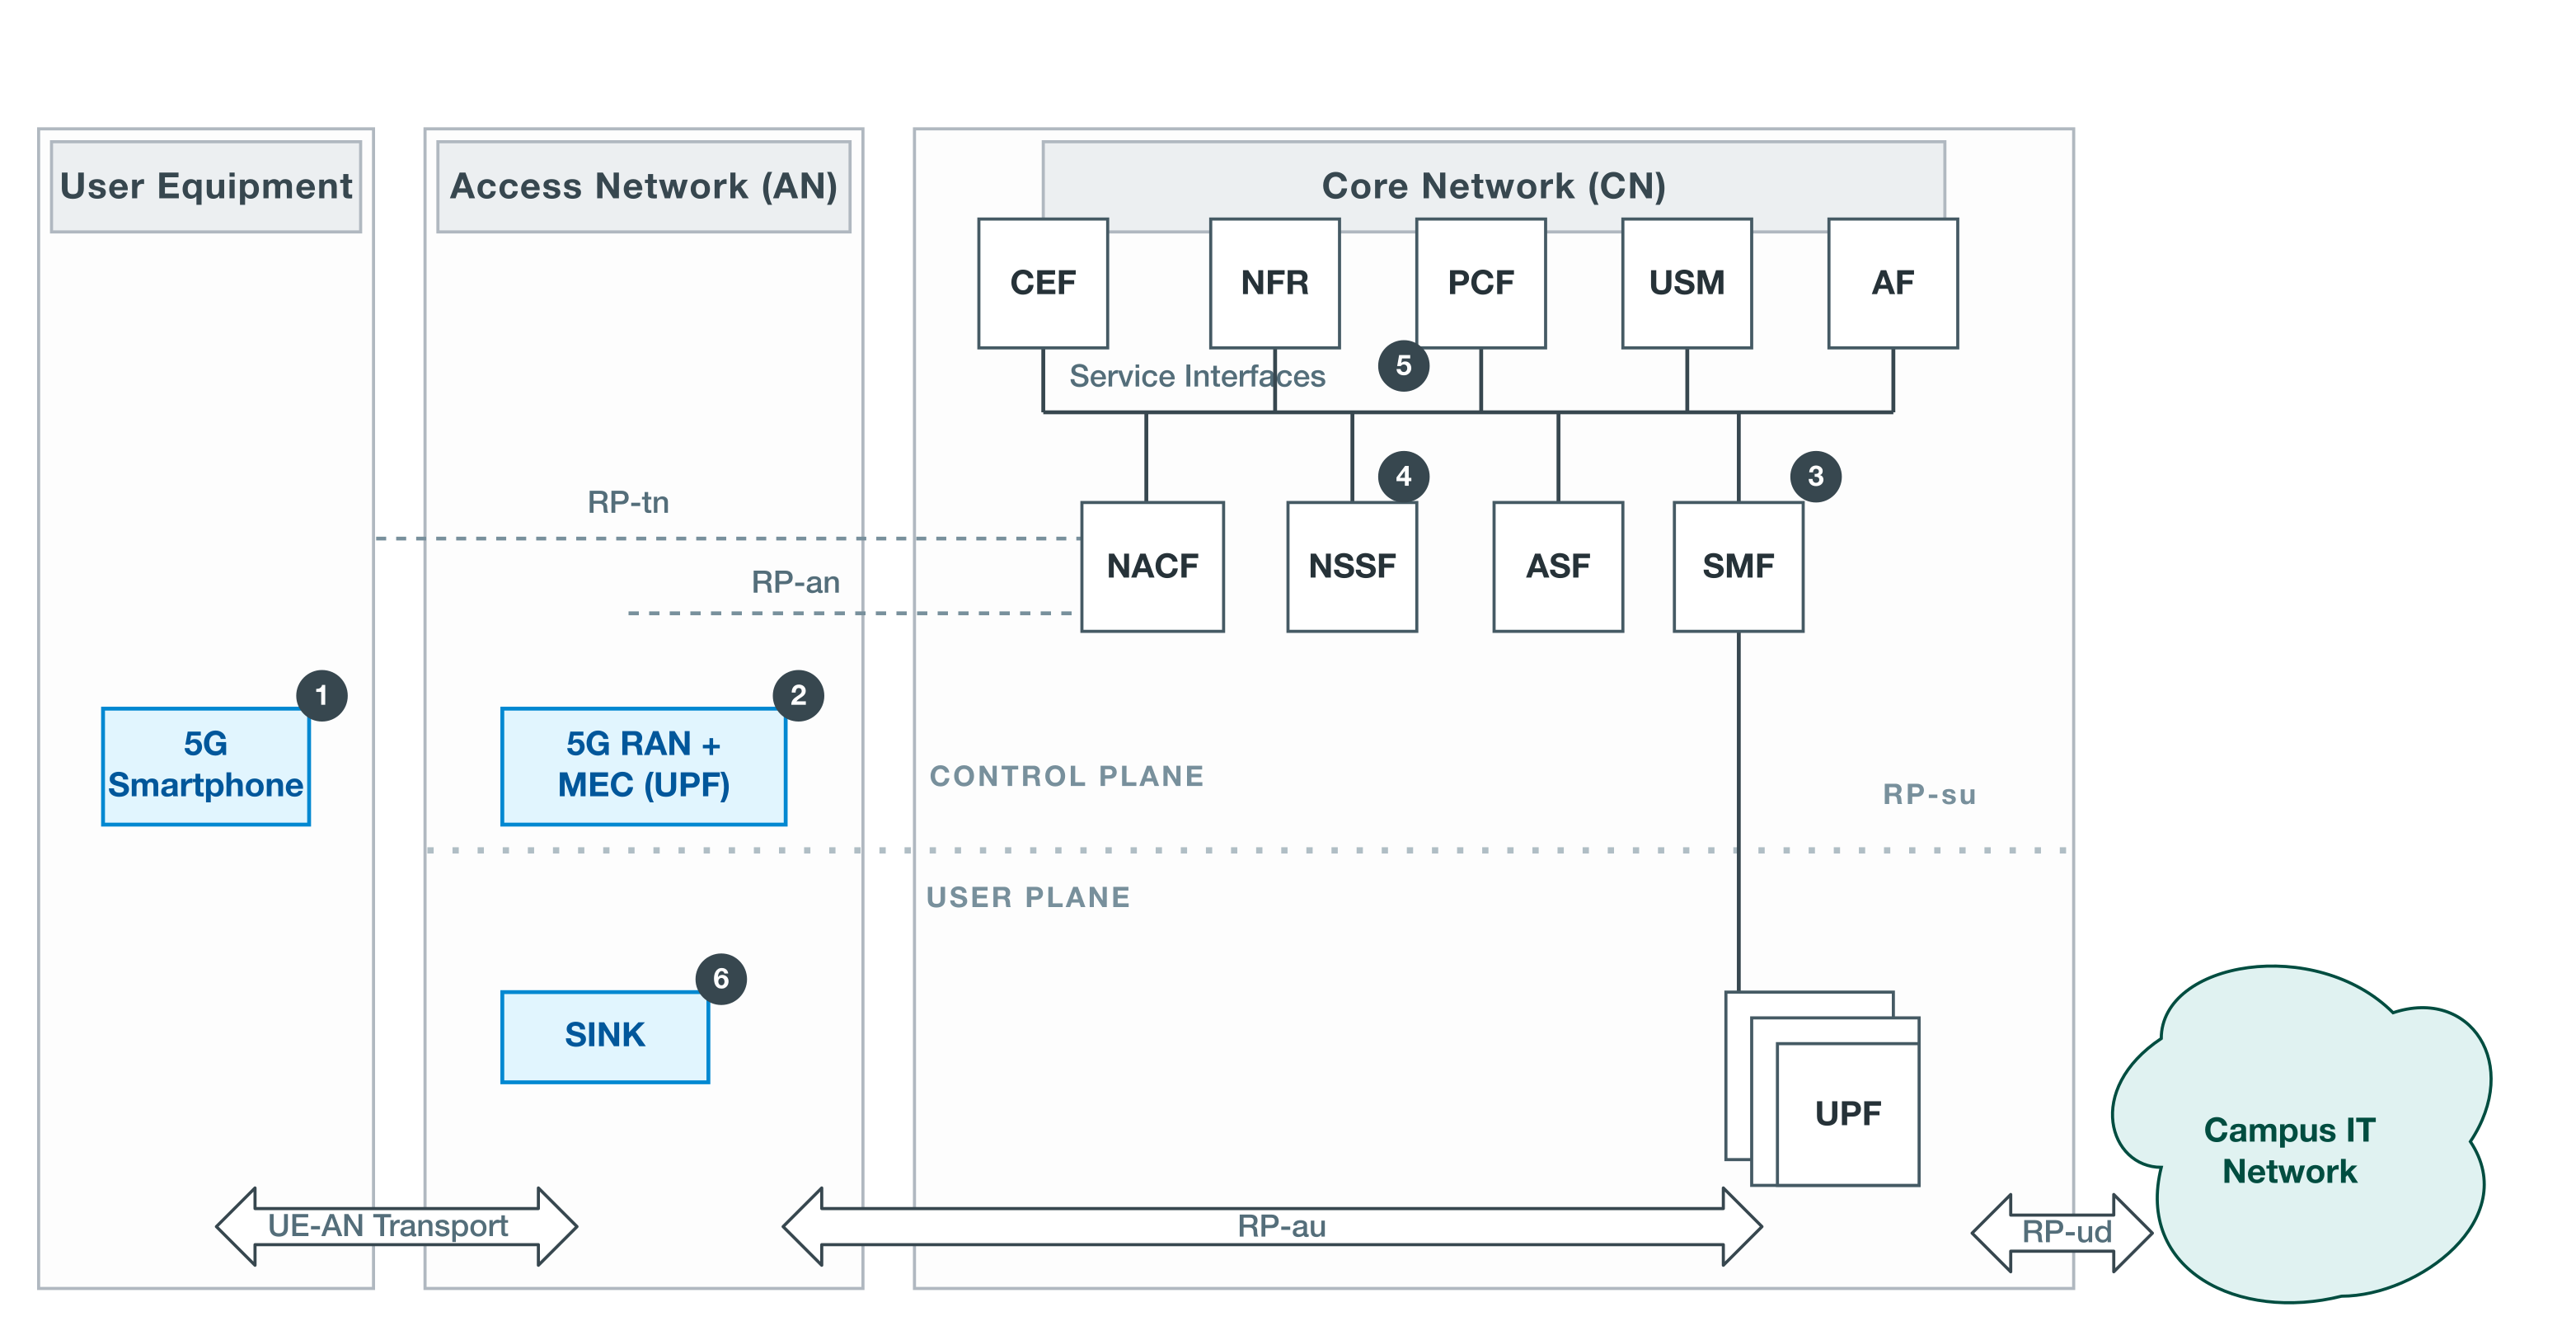 User Equipment
Access Network (AN)
Core Network (CN)
CEF
NFR
PCF
USM
AF
Service Interfaces
5
4
3
RP-tn
RP-an
NACF
NSSF
ASF
SMF
1
2
5G
Smartphone
5G RAN +
MEC (UPF)
CONTROL PLANE
RP-su
USER PLANE
6
SINK
UPF
Campus IT
Network
UE-AN Transport
RP-au
RP-ud